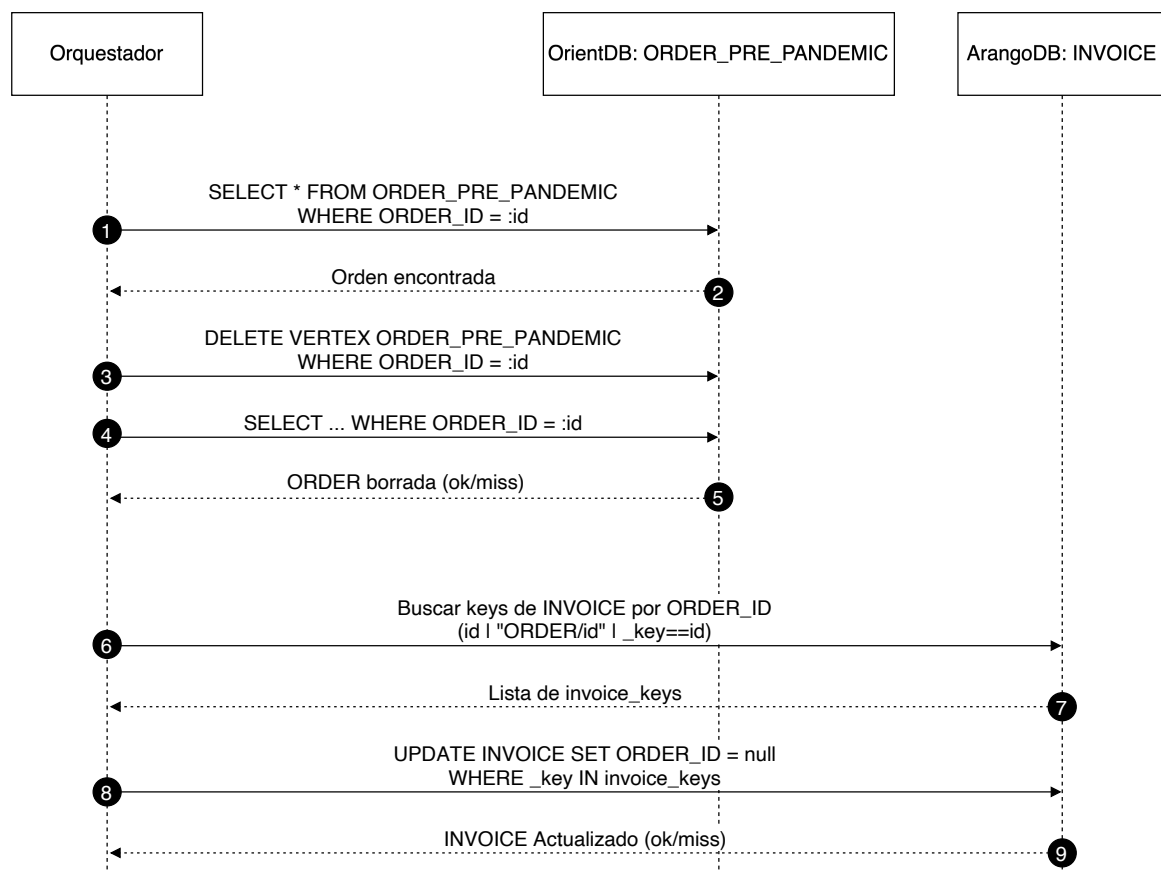 Orquestador
OrientDB: ORDER_PRE_PANDEMIC
ArangoDB: INVOICE
SELECT * FROM ORDER_PRE_PANDEMIC
WHERE ORDER_ID = :id
1
Orden encontrada
2
DELETE VERTEX ORDER_PRE_PANDEMIC
WHERE ORDER_ID = :id
3
SELECT ... WHERE ORDER_ID = :id
4
ORDER borrada (ok/miss)
5
Buscar keys de INVOICE por ORDER_ID
(id | "ORDER/id" | _key==id)
6
Lista de invoice_keys
7
UPDATE INVOICE SET ORDER_ID = null
WHERE _key IN invoice_keys
8
INVOICE Actualizado (ok/miss)
9